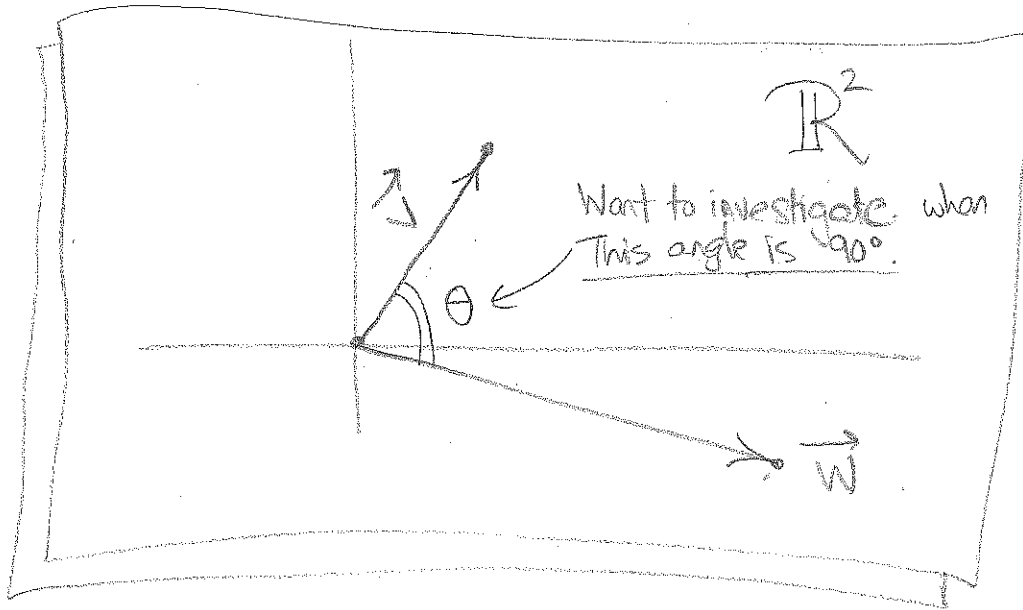 ℝ²
v⃗
Want to investigate when
This angle is 90°.
θ
w⃗